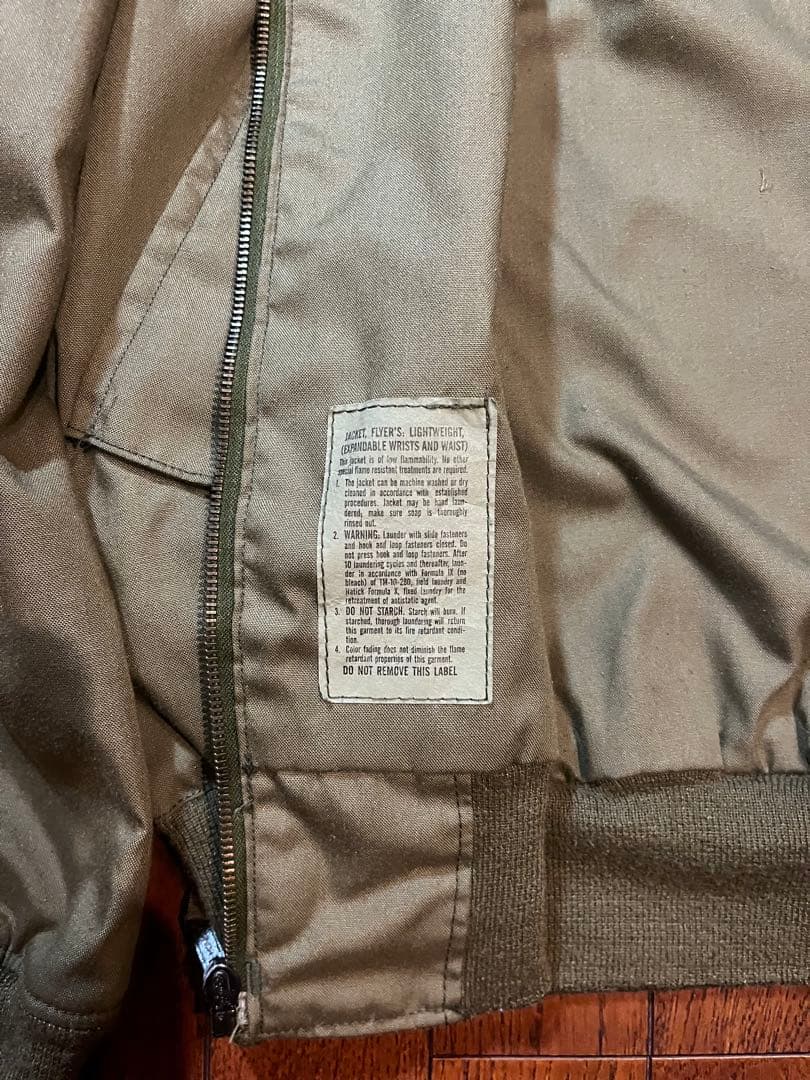 JACKET, FLYER'S: LIGHTWEIGHT,
(EXPANDABLE WRISTS AND WAIST)
This jacket is of low flammability. No other
special flame resistant treatments are required.
1. The jacket can be machine washed or dry
cleaned in accordance with established
procedures. Jacket may be hand laun-
dered, make sure soap is thoroughly
rinsed out.
2. WARNING: Launder with slide fasteners
and hook and loop fasteners closed. Do
not press hook and loop fasteners. After
10 laundering cycles and thereafter, laun-
der in accordance with Formula IX (no
bleach) of TM-10-280, field laundry and
Natick Formula X, fixed laundry for the
retreatment of antistatic agent.
3. DO NOT STARCH. Starch will burn. If
starched, thorough laundering will return
this garment to its fire retardant condi-
tion.
4. Color fading does not diminish the flame
retardant properties of this garment.
DO NOT REMOVE THIS LABEL